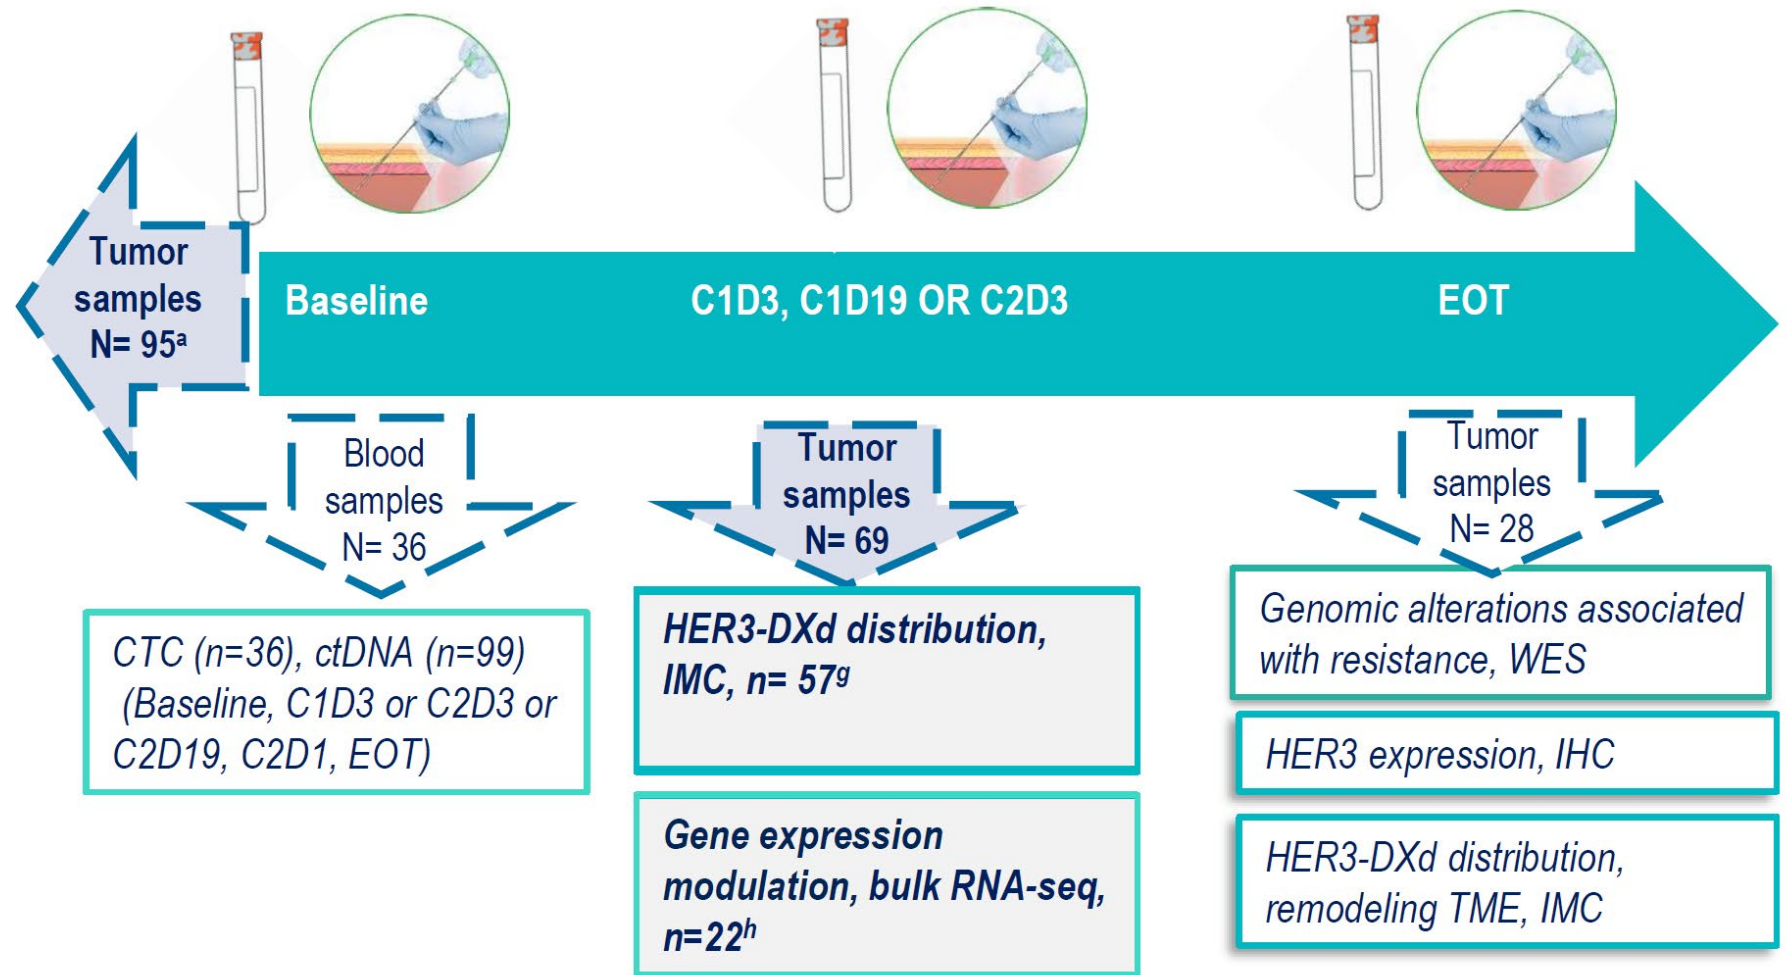 Tumor
samples
N= 95ᵃ
Baseline
C1D3, C1D19 OR C2D3
EOT
Blood
samples
N= 36
Tumor
samples
N= 69
Tumor
samples
N= 28
CTC (n=36), ctDNA (n=99)
(Baseline, C1D3 or C2D3 or
C2D19, C2D1, EOT)
HER3-DXd distribution,
IMC, n= 57ᵍ
Gene expression
modulation, bulk RNA-seq,
n=22ʰ
Genomic alterations associated
with resistance, WES
HER3 expression, IHC
HER3-DXd distribution,
remodeling TME, IMC